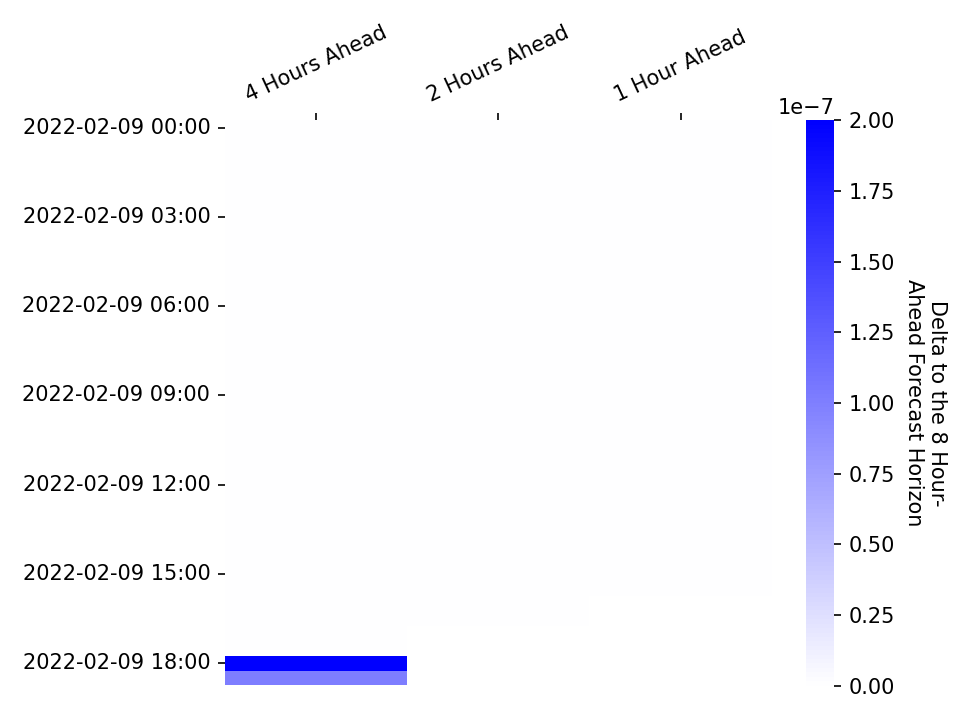 4 Hours Ahead
2 Hours Ahead
1 Hour Ahead
1e−7
2022-02-09 00:00
2022-02-09 03:00
2022-02-09 06:00
2022-02-09 09:00
2022-02-09 12:00
2022-02-09 15:00
2022-02-09 18:00
2.00
1.75
1.50
1.25
1.00
0.75
0.50
0.25
0.00
Delta to the 8 Hour-
Ahead Forecast Horizon